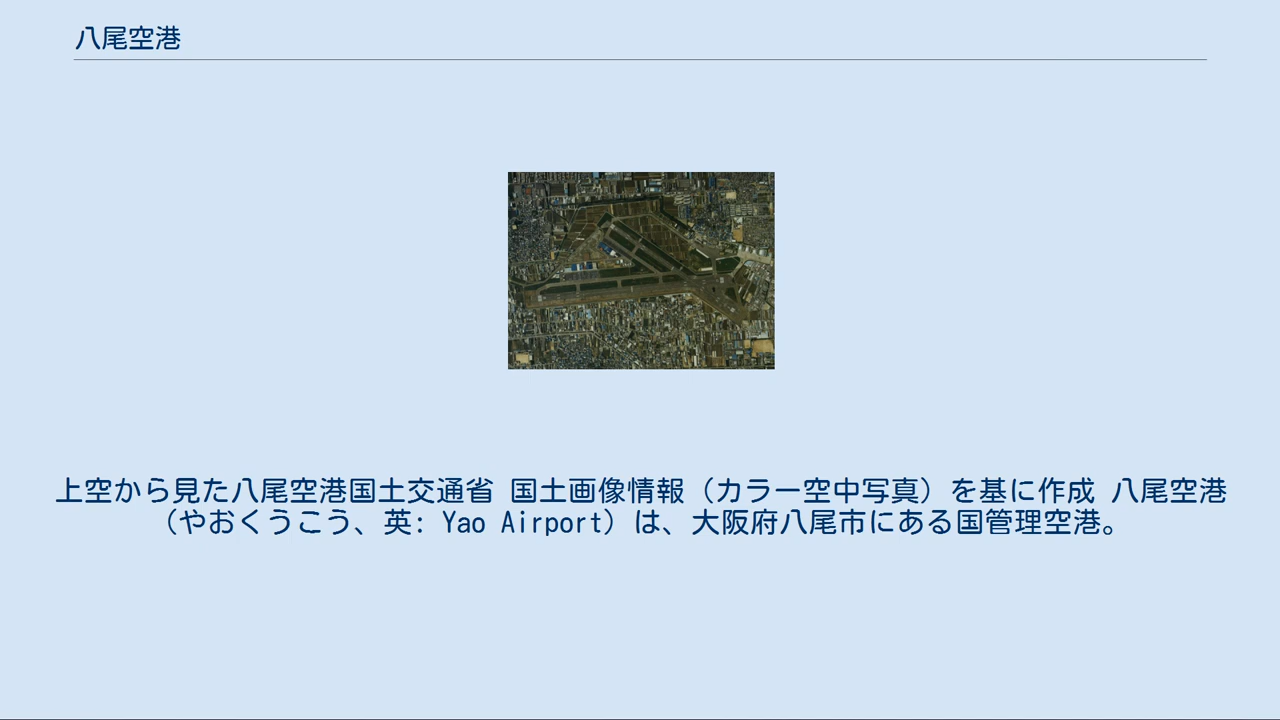 八尾空港
上空から見た八尾空港国土交通省 国土画像情報（カラー空中写真）を基に作成 八尾空港
（やおくうこう、英: Yao Airport）は、大阪府八尾市にある国管理空港。